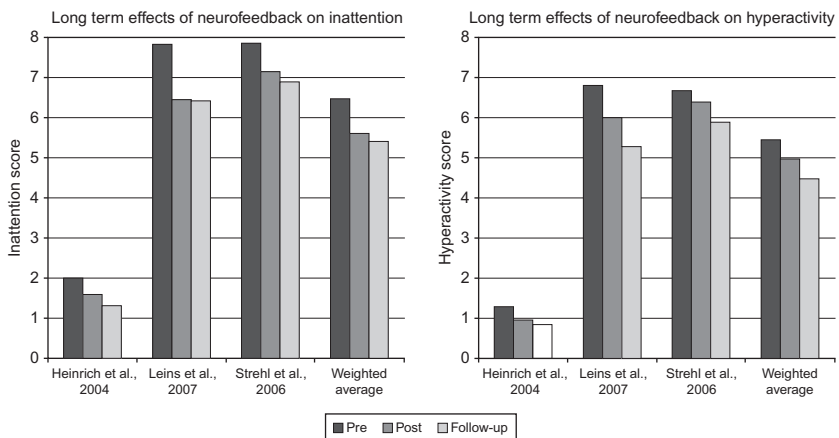 Long term effects of neurofeedback on inattention
8
7
6
5
4
3
2
1
0
Inattention score
Heinrich et al.,
2004
Leins et al.,
2007
Strehl et al.,
2006
Weighted
average
Long term effects of neurofeedback on hyperactivity
8
7
6
5
4
3
2
1
0
Hyperactivity score
Heinrich et al.,
2004
Leins et al.,
2007
Strehl et al.,
2006
Weighted
average
Pre Post Follow-up